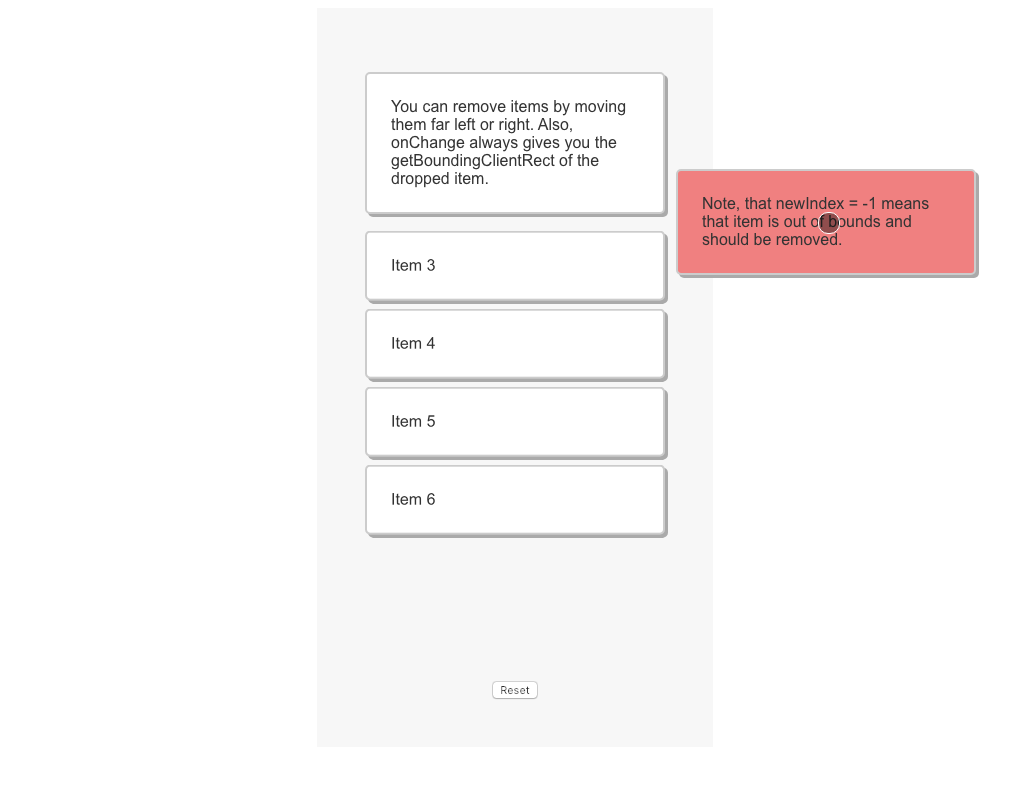 You can remove items by moving
them far left or right. Also,
onChange always gives you the
getBoundingClientRect of the
dropped item.
Note, that newIndex = -1 means
that item is out of bounds and
should be removed.
Item 3
Item 4
Item 5
Item 6
Reset